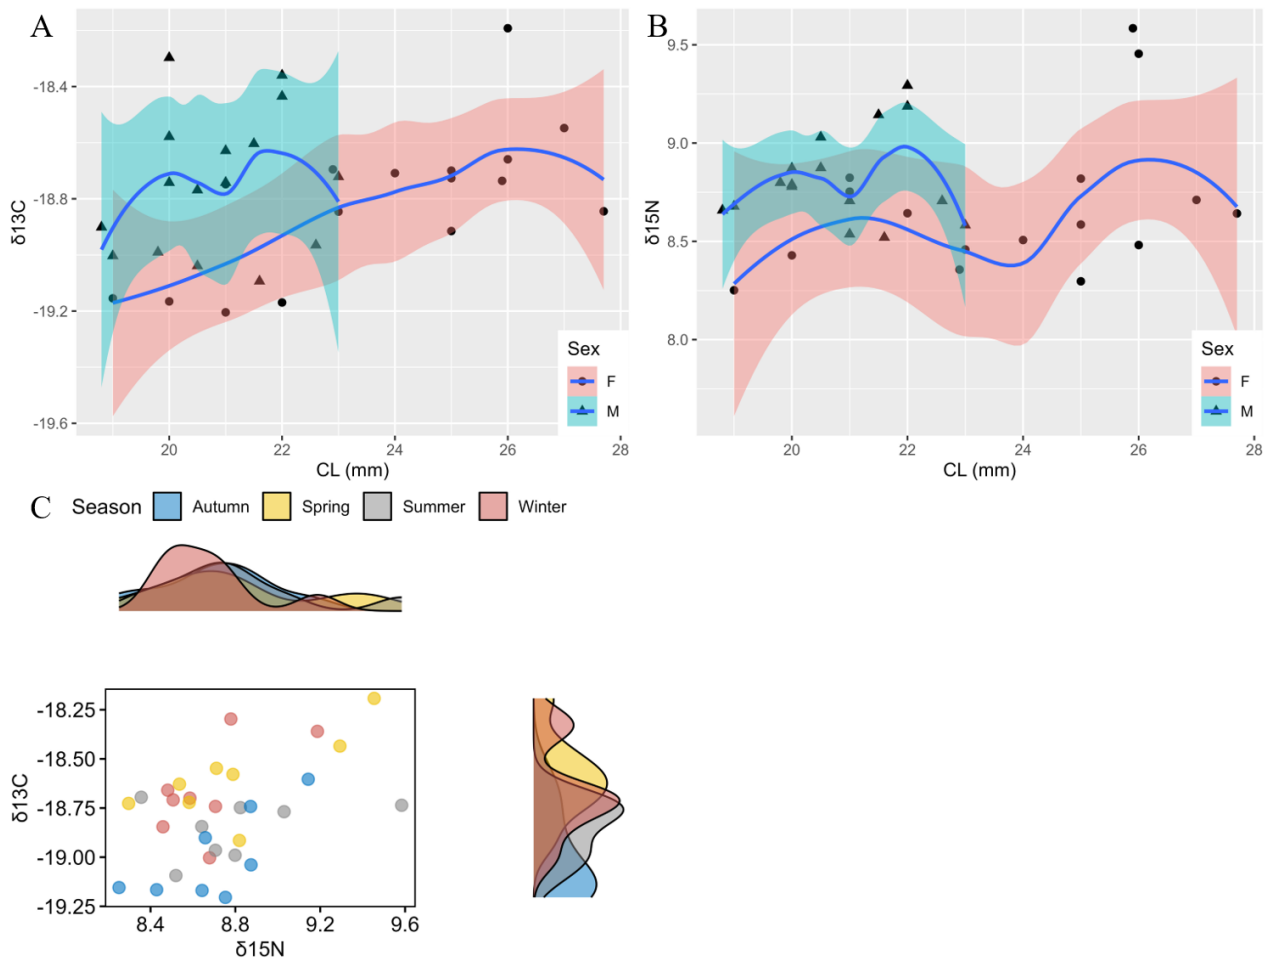 A
δ13C
-18.4
-18.8
-19.2
-19.6
20
22
24
26
28
CL (mm)
Sex
F
M
B
δ15N
9.5
9.0
8.5
8.0
20
22
24
26
28
CL (mm)
Sex
F
M
C Season Autumn Spring Summer Winter
δ13C
-18.25
-18.50
-18.75
-19.00
-19.25
8.4
8.8
9.2
9.6
δ15N